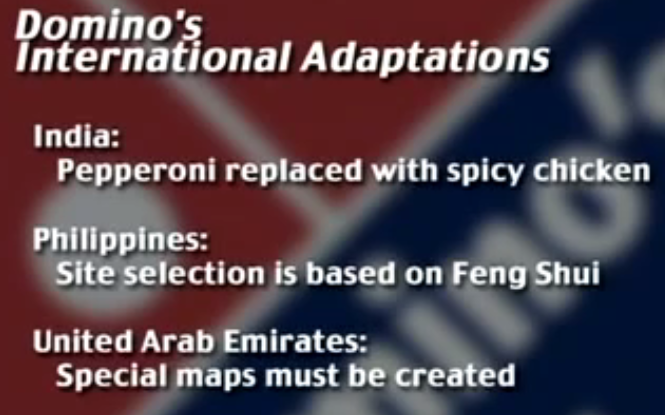 Domino's
International Adaptations
India:
Pepperoni replaced with spicy chicken
Philippines:
Site selection is based on Feng Shui
United Arab Emirates:
Special maps must be created